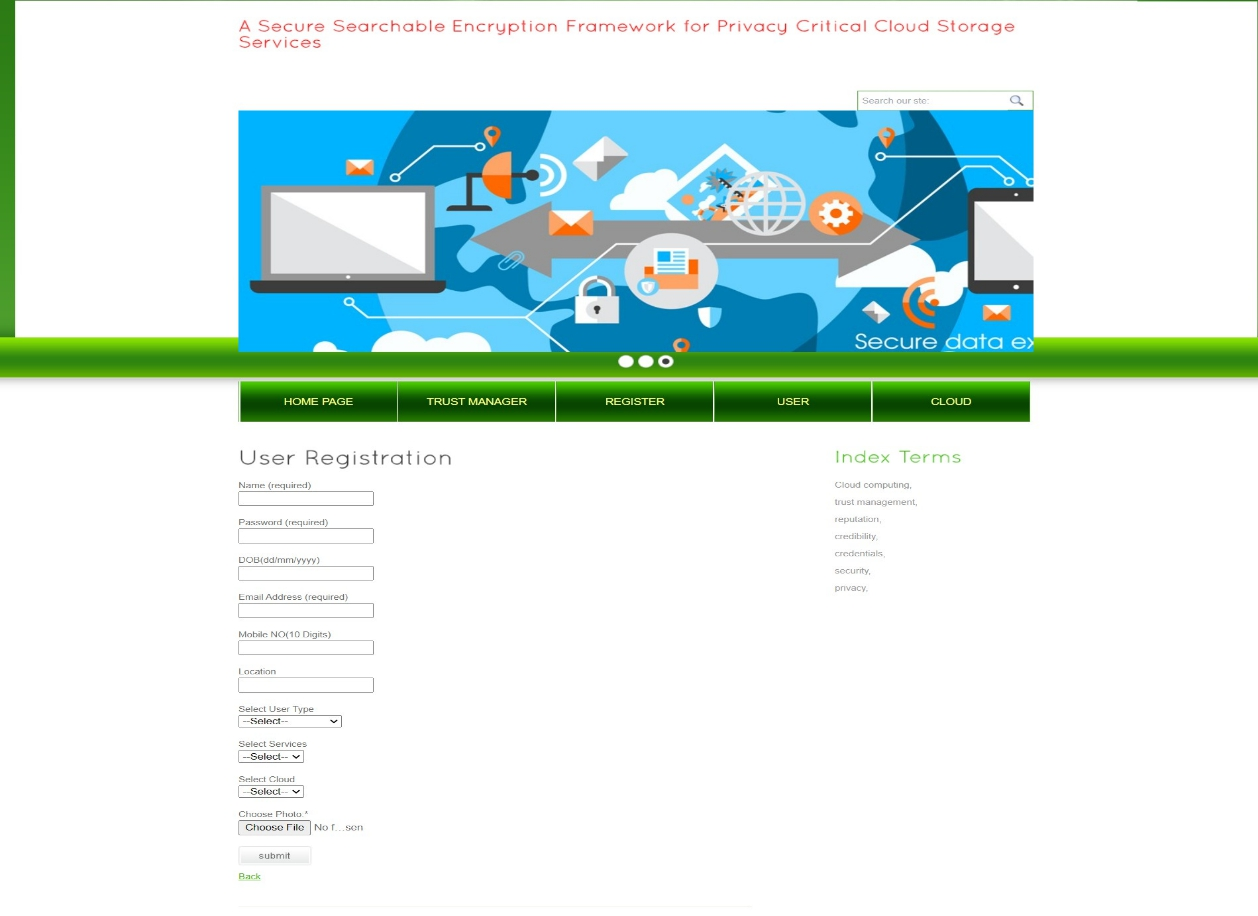 A Secure Searchable Encryption Framework for Privacy Critical Cloud Storage
Services
Search our ste:
Secure data ex
HOME PAGE
TRUST MANAGER
REGISTER
USER
CLOUD
User Registration
Name (required)
Password (required)
DOB(dd/mm/yyyy)
Email Address (required)
Mobile NO(10 Digits)
Location
Select User Type
--Select--
Select Services
--Select--
Select Cloud
--Select--
Choose Photo:*
Choose File No f...sen
submit
Back
Index Terms
Cloud computing,
trust management,
reputation,
credibility,
credentials,
security,
privacy,